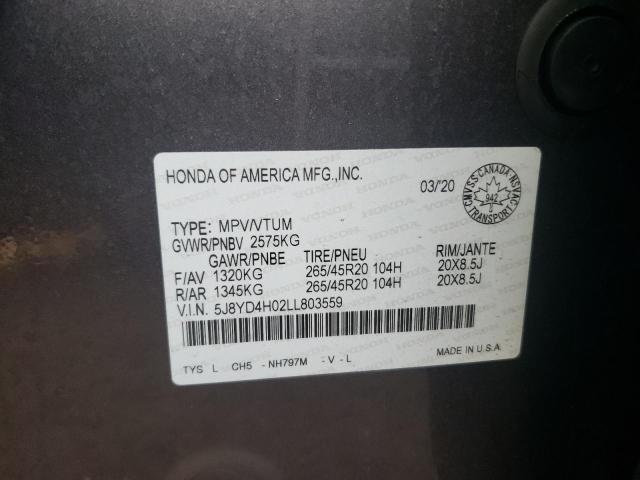 HONDA OF AMERICA MFG.,INC.
03/'20
CMVSS CANADA NSVAC
942
TRANSPORT
TYPE: MPV/VTUM
GVWR/PNBV 2575KG
GAWR/PNBE TIRE/PNEU RIM/JANTE
F/AV 1320KG 265/45R20 104H 20X8.5J
R/AR 1345KG 265/45R20 104H 20X8.5J
V.I.N. 5J8YD4H02LL803559
TYS L CH5 - NH797M - V - L
MADE IN U.S.A.